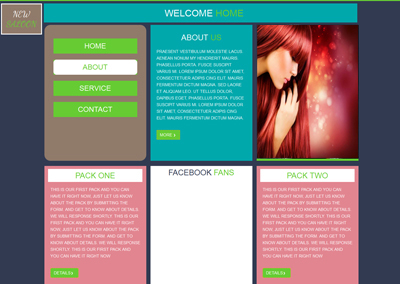 NEW
SALOON
WELCOME HOME
HOME
ABOUT
SERVICE
CONTACT
ABOUT US
PRAESENT VESTIBULUM MOLESTIE LACUS.
AENEAN NONUM MY HENDRERIT MAURIS.
PHASELLUS PORTA. FUSCE SUSCIPIT
VARIUS MI. LOREM IPSUM DOLOR SIT AMET,
CONSECTETUER ADIPIS CING ELIT. MAURIS
FERMENTUM DICTUM MAGNA. SED LAORE
ET ALIQUAM LEO. UT TELLUS DOLOR,
DAPIBUS EGET. PHASELLUS PORTA. FUSCE
SUSCIPIT VARIUS MI. LOREM IPSUM DOLOR
SIT AMET, CONSECTETUER ADIPIS CING
ELIT. MAURIS FERMENTUM DICTUM MAGNA.
MORE
PACK ONE
THIS IS OUR FIRST PACK AND YOU CAN
HAVE IT RIGHT NOW. JUST LET US KNOW
ABOUT THE PACK BY SUBMITTING THE
FORM. AND GET TO KNOW ABOUT DETAILS.
WE WILL RESPONSE SHORTLY. THIS IS OUR
FIRST PACK AND YOU CAN HAVE IT RIGHT
NOW. JUST LET US KNOW ABOUT THE PACK
BY SUBMITTING THE FORM. AND GET TO
KNOW ABOUT DETAILS. WE WILL RESPONSE
SHORTLY. THIS IS OUR FIRST PACK AND
YOU CAN HAVE IT RIGHT NOW
DETAILS
FACEBOOK FANS
PACK TWO
THIS IS OUR FIRST PACK AND YOU CAN
HAVE IT RIGHT NOW. JUST LET US KNOW
ABOUT THE PACK BY SUBMITTING THE
FORM. AND GET TO KNOW ABOUT DETAILS.
WE WILL RESPONSE SHORTLY. THIS IS OUR
FIRST PACK AND YOU CAN HAVE IT RIGHT
NOW. JUST LET US KNOW ABOUT THE PACK
BY SUBMITTING THE FORM. AND GET TO
KNOW ABOUT DETAILS. WE WILL RESPONSE
SHORTLY. THIS IS OUR FIRST PACK AND
YOU CAN HAVE IT RIGHT NOW
DETAILS